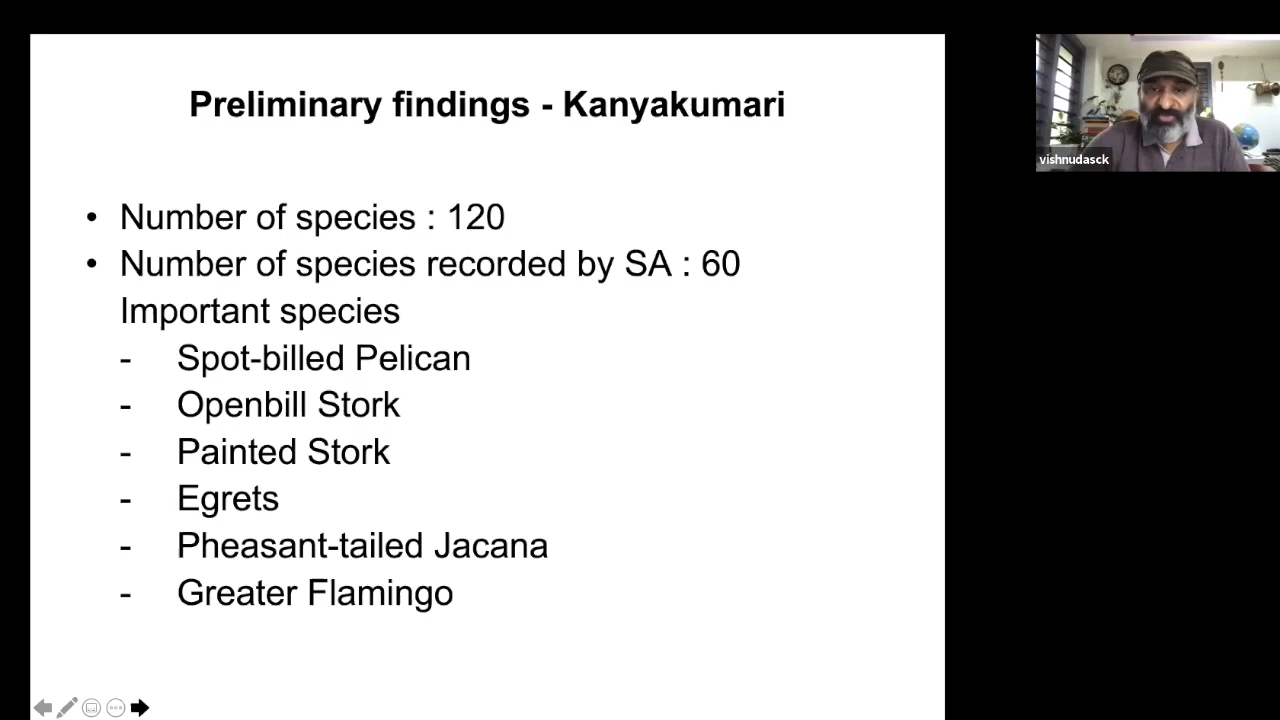 Preliminary findings - Kanyakumari
• Number of species : 120
• Number of species recorded by SA : 60
Important species
- Spot-billed Pelican
- Openbill Stork
- Painted Stork
- Egrets
- Pheasant-tailed Jacana
- Greater Flamingo
vishnudasck